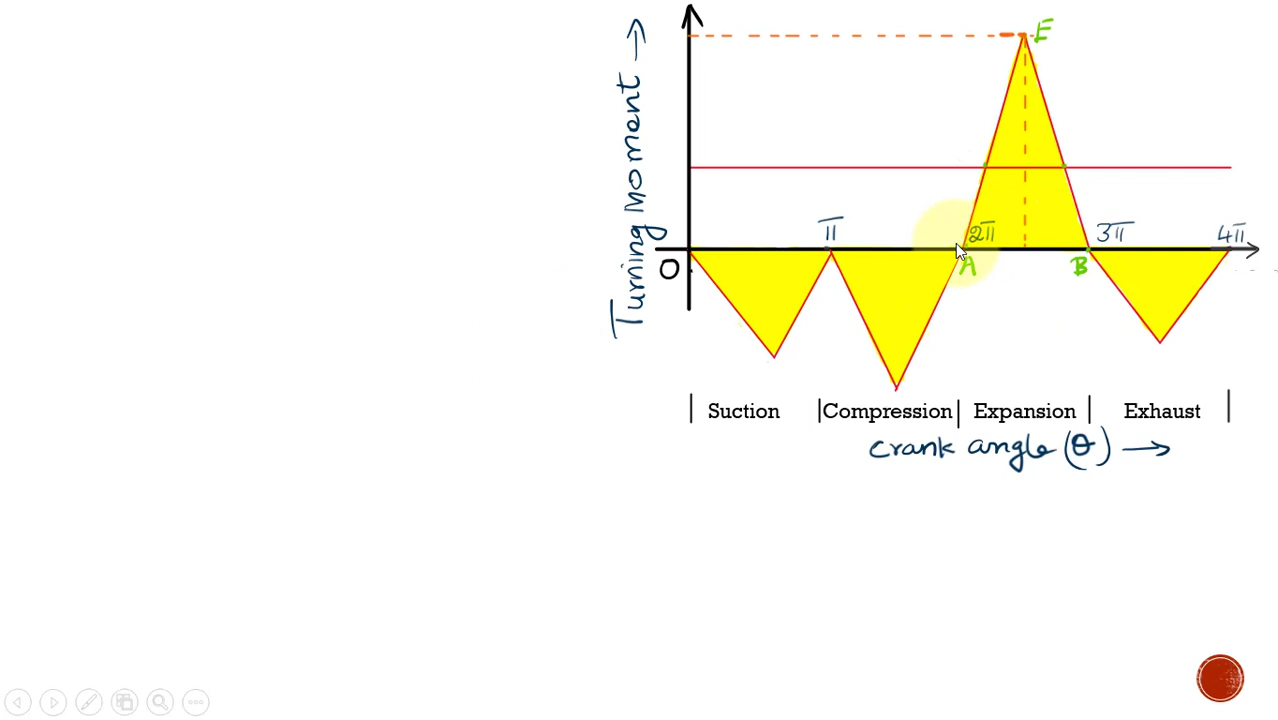 Turning Moment →
E
π
2π
3π
4π
O
A
B
Suction
Compression
Expansion
Exhaust
Crank angle (θ) →